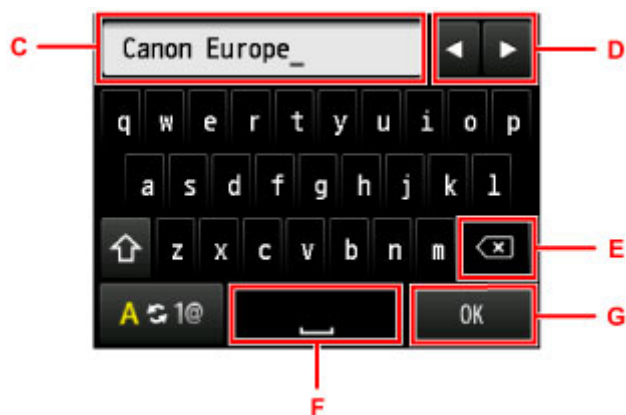 C Canon Europe_ ◀ ▶ D
q w e r t y u i o p
a s d f g h j k l
z x c v b n m E
A 1@ OK G
F